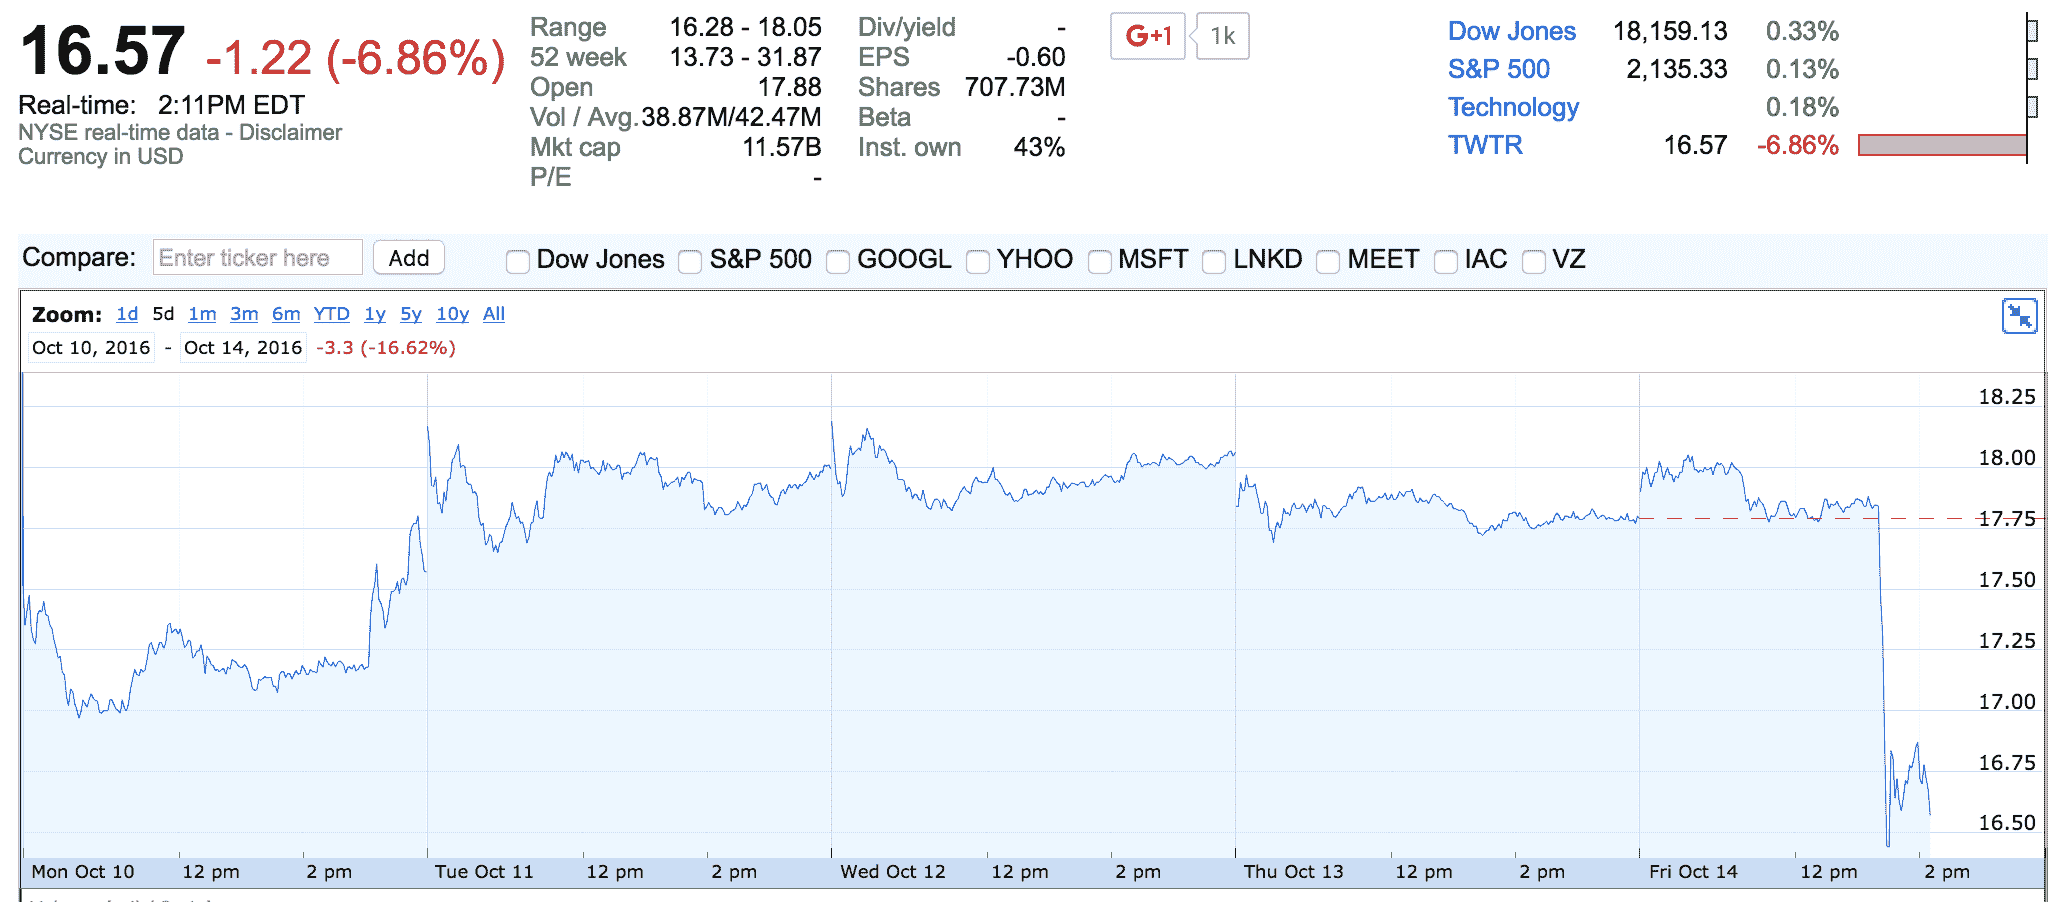 16.57 -1.22 (-6.86%)
Real-time: 2:11PM EDT
NYSE real-time data - Disclaimer
Currency in USD
Range 16.28 - 18.05
52 week 13.73 - 31.87
Open 17.88
Vol / Avg. 38.87M/42.47M
Mkt cap 11.57B
P/E -
Div/yield -
EPS -0.60
Shares 707.73M
Beta -
Inst. own 43%
G+1 1k
Dow Jones 18,159.13 0.33%
S&P 500 2,135.33 0.13%
Technology 0.18%
TWTR 16.57 -6.86%
Compare: Enter ticker here Add Dow Jones S&P 500 GOOGL YHOO MSFT LNKD MEET IAC VZ
Zoom: 1d 5d 1m 3m 6m YTD 1y 5y 10y All
Oct 10, 2016 - Oct 14, 2016 -3.3 (-16.62%)
18.25
18.00
17.75
17.50
17.25
17.00
16.75
16.50
Mon Oct 10 12 pm 2 pm Tue Oct 11 12 pm 2 pm Wed Oct 12 12 pm 2 pm Thu Oct 13 12 pm 2 pm Fri Oct 14 12 pm 2 pm